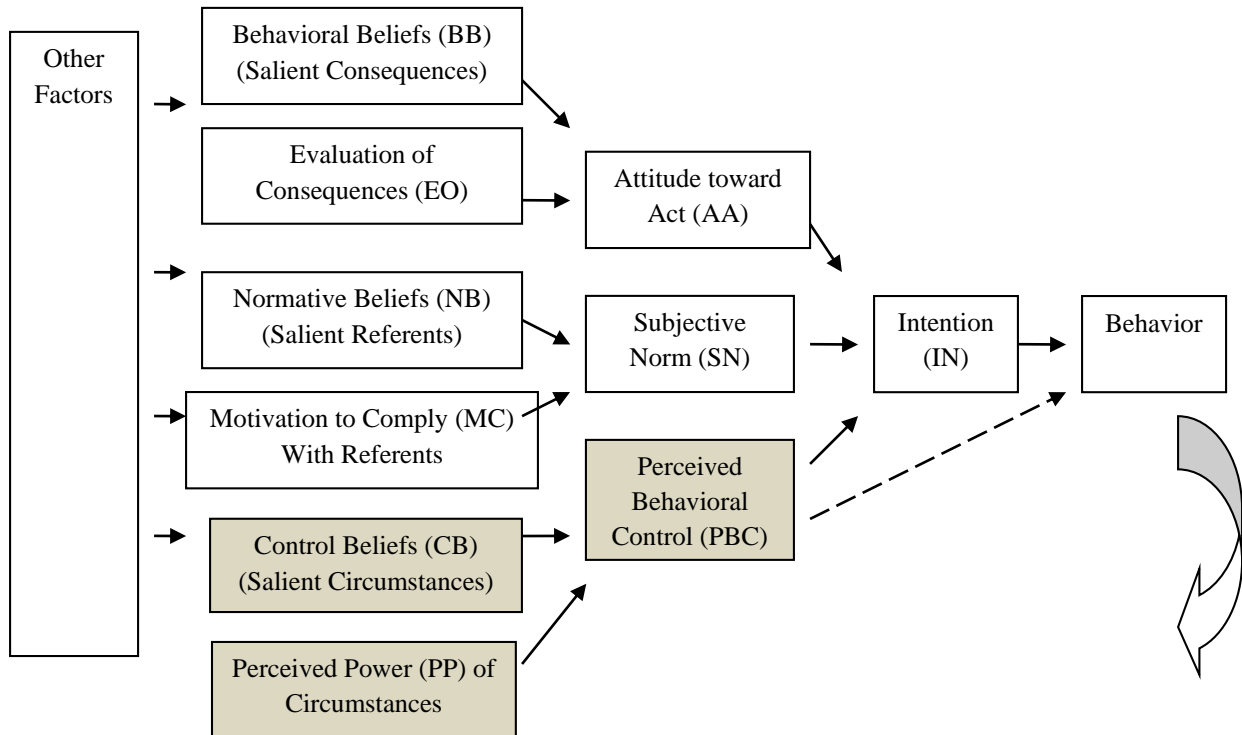 Other
Factors
Behavioral Beliefs (BB)
(Salient Consequences)
Evaluation of
Consequences (EO)
Normative Beliefs (NB)
(Salient Referents)
Motivation to Comply (MC)
With Referents
Control Beliefs (CB)
(Salient Circumstances)
Perceived Power (PP) of
Circumstances
Attitude toward
Act (AA)
Subjective
Norm (SN)
Perceived
Behavioral
Control (PBC)
Intention
(IN)
Behavior